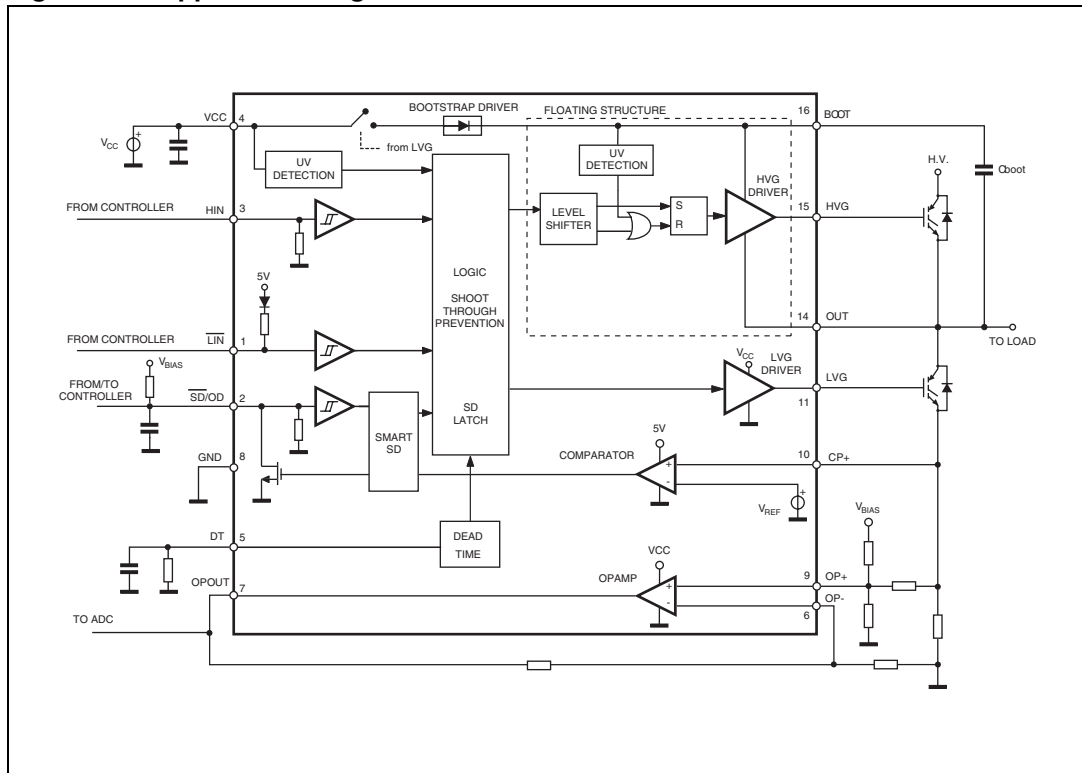 BOOTSTRAP DRIVER
FLOATING STRUCTURE
VCC
4
16
BOOT
VCC
+
from LVG
UV
DETECTION
UV
DETECTION
H.V.
Cboot
HVG
DRIVER
FROM CONTROLLER
HIN
3
LEVEL
SHIFTER
S
R
15
HVG
5V
LOGIC
SHOOT
THROUGH
PREVENTION
14
OUT
TO LOAD
FROM CONTROLLER
LIN
1
VBIAS
VCC
LVG
DRIVER
LVG
11
FROM/TO
CONTROLLER
SD/OD
2
SD
LATCH
SMART
SD
5V
COMPARATOR
+
-
10
CP+
GND
8
VREF
+
VBIAS
DT
5
DEAD
TIME
VCC
OPAMP
+
-
9
OP+
OP-
6
OPOUT
7
TO ADC